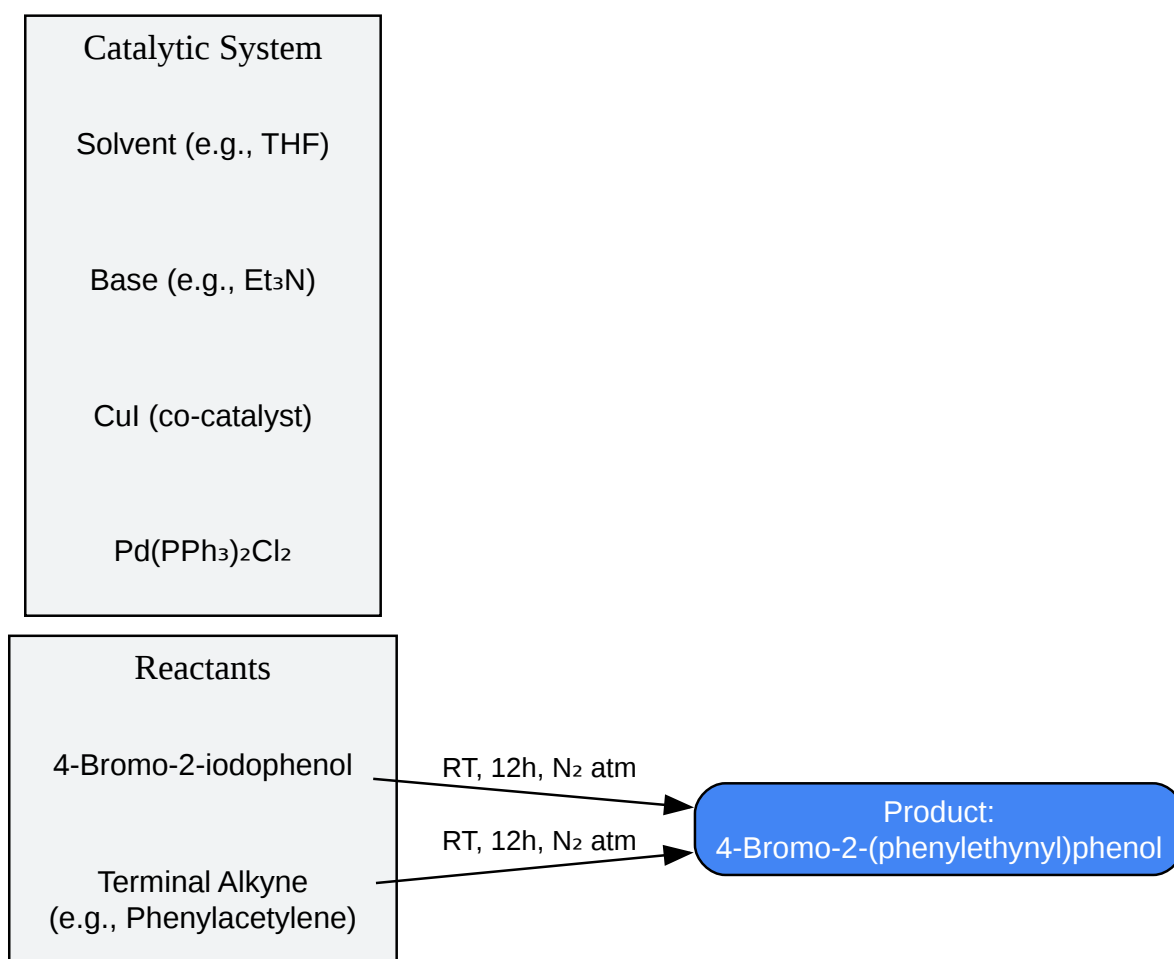 Catalytic System
Solvent (e.g., THF)
Base (e.g., Et₃N)
CuI (co-catalyst)
Pd(PPh₃)₂Cl₂
Reactants
4-Bromo-2-iodophenol
RT, 12h, N₂ atm
Product:
4-Bromo-2-(phenylethynyl)phenol
RT, 12h, N₂ atm
Terminal Alkyne
(e.g., Phenylacetylene)